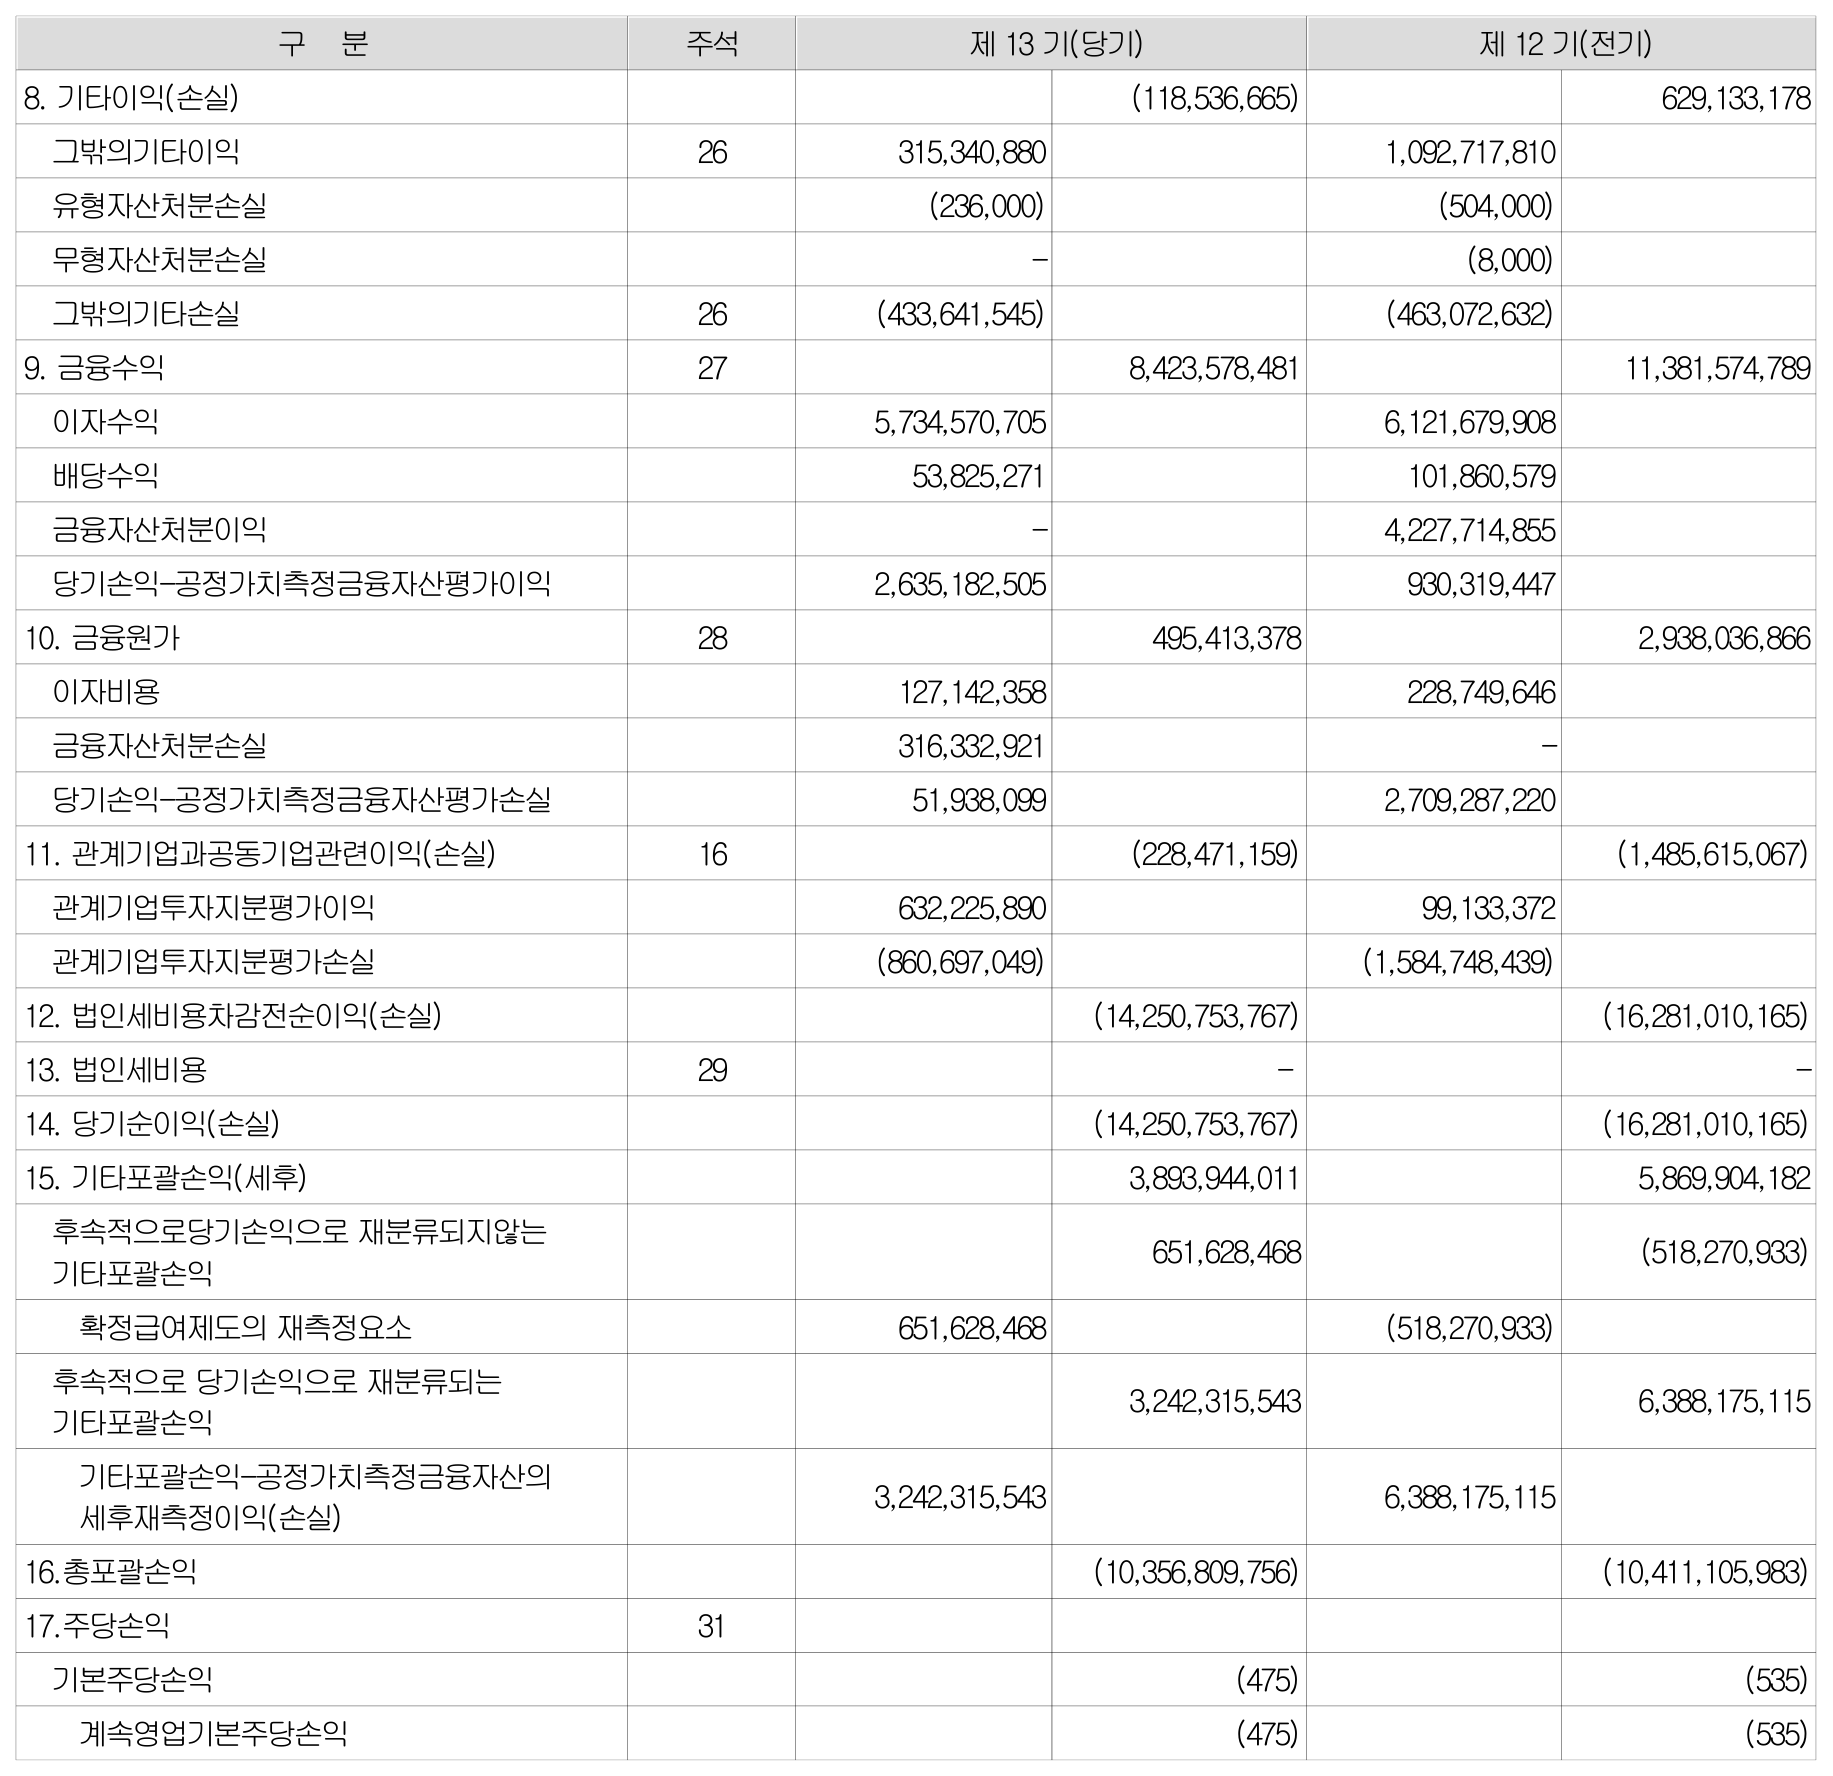 구 분 주석 제 13 기(당기) 제 12 기(전기)
8. 기타이익(손실) (118,536,665) 629,133,178
그밖의기타이익 26 315,340,880 1,092,717,810
유형자산처분손실 (236,000) (504,000)
무형자산처분손실 – (8,000)
그밖의기타손실 26 (433,641,545) (463,072,632)
9. 금융수익 27 8,423,578,481 11,381,574,789
이자수익 5,734,570,705 6,121,679,908
배당수익 53,825,271 101,860,579
금융자산처분이익 – 4,227,714,855
당기손익–공정가치측정금융자산평가이익 2,635,182,505 930,319,447
10. 금융원가 28 495,413,378 2,938,036,866
이자비용 127,142,358 228,749,646
금융자산처분손실 316,332,921 –
당기손익–공정가치측정금융자산평가손실 51,938,099 2,709,287,220
11. 관계기업과공동기업관련이익(손실) 16 (228,471,159) (1,485,615,067)
관계기업투자지분평가이익 632,225,890 99,133,372
관계기업투자지분평가손실 (860,697,049) (1,584,748,439)
12. 법인세비용차감전순이익(손실) (14,250,753,767) (16,281,010,165)
13. 법인세비용 29 – –
14. 당기순이익(손실) (14,250,753,767) (16,281,010,165)
15. 기타포괄손익(세후) 3,893,944,011 5,869,904,182
후속적으로당기손익으로 재분류되지않는
기타포괄손익 651,628,468 (518,270,933)
확정급여제도의 재측정요소 651,628,468 (518,270,933)
후속적으로 당기손익으로 재분류되는
기타포괄손익 3,242,315,543 6,388,175,115
기타포괄손익–공정가치측정금융자산의
세후재측정이익(손실) 3,242,315,543 6,388,175,115
16.총포괄손익 (10,356,809,756) (10,411,105,983)
17.주당손익 31
기본주당손익 (475) (535)
계속영업기본주당손익 (475) (535)